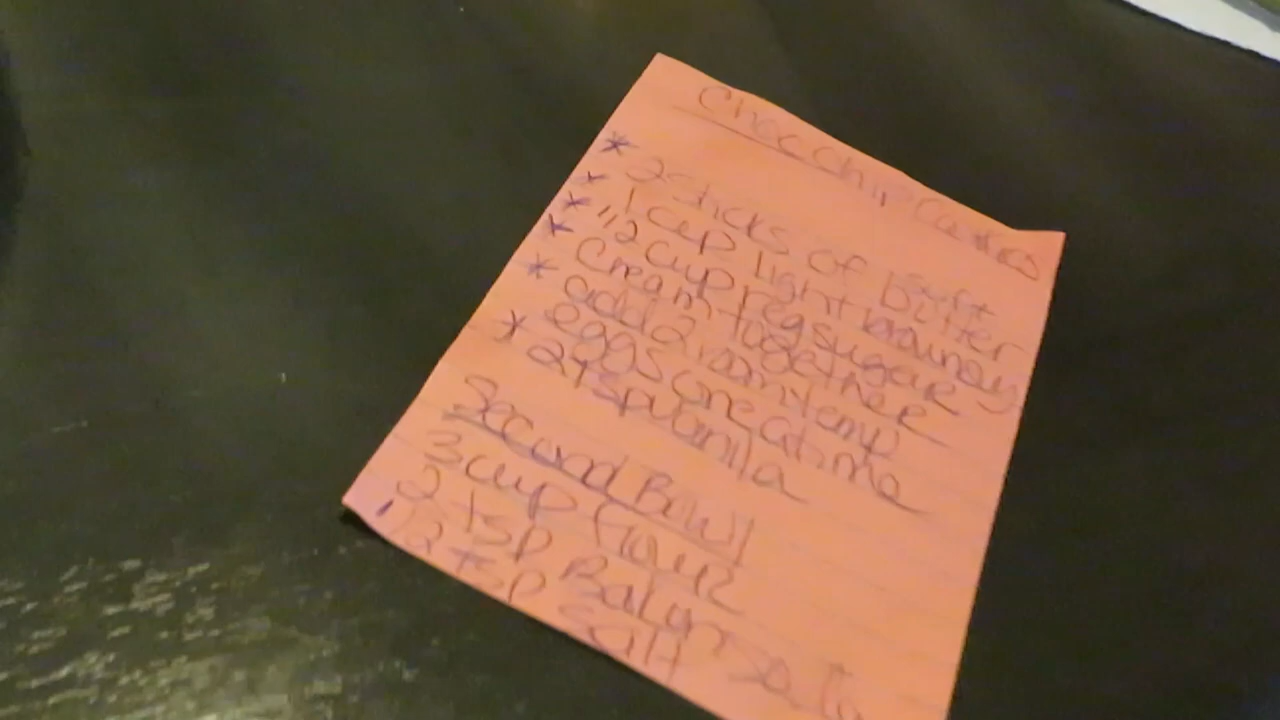 Choc Chip Cookies
* 2 Sticks of Soft butter
* 1 cup light brown
* 1/2 cup reg sugar
* Cream together
* add 2 room temp
eggs one at time
* 2 tsp vanilla
Second Bowl
3 cup flour
2 tsp Bakin soda
1/2 tsp salt